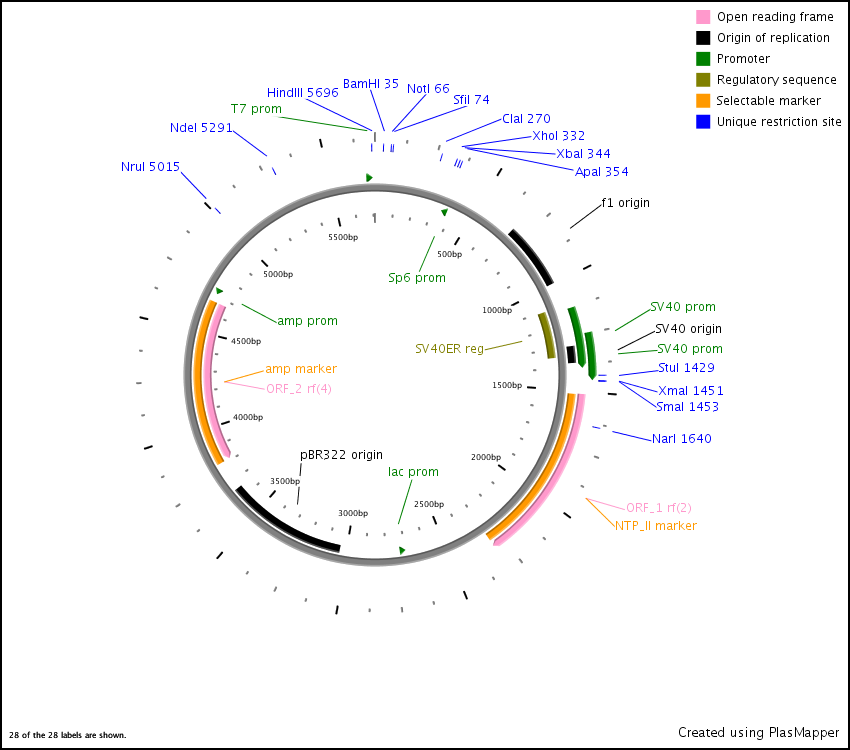 Open reading frame
Origin of replication
Promoter
Regulatory sequence
Selectable marker
Unique restriction site
BamHI 35
NotI 66
HindIII 5696
SfiI 74
T7 prom
ClaI 270
NdeI 5291
XhoI 332
XbaI 344
NruI 5015
ApaI 354
f1 origin
5500bp
500bp
5000bp
Sp6 prom
1000bp
SV40 prom
amp prom
SV40 origin
4500bp
SV40ER reg
SV40 prom
StuI 1429
amp marker
ORF_2 rf(4)
1500bp
XmaI 1451
SmaI 1453
4000bp
NarI 1640
pBR322 origin
2000bp
lac prom
3500bp
2500bp
ORF_1 rf(2)
3000bp
NTP_II marker
Created using PlasMapper
28 of the 28 labels are shown.